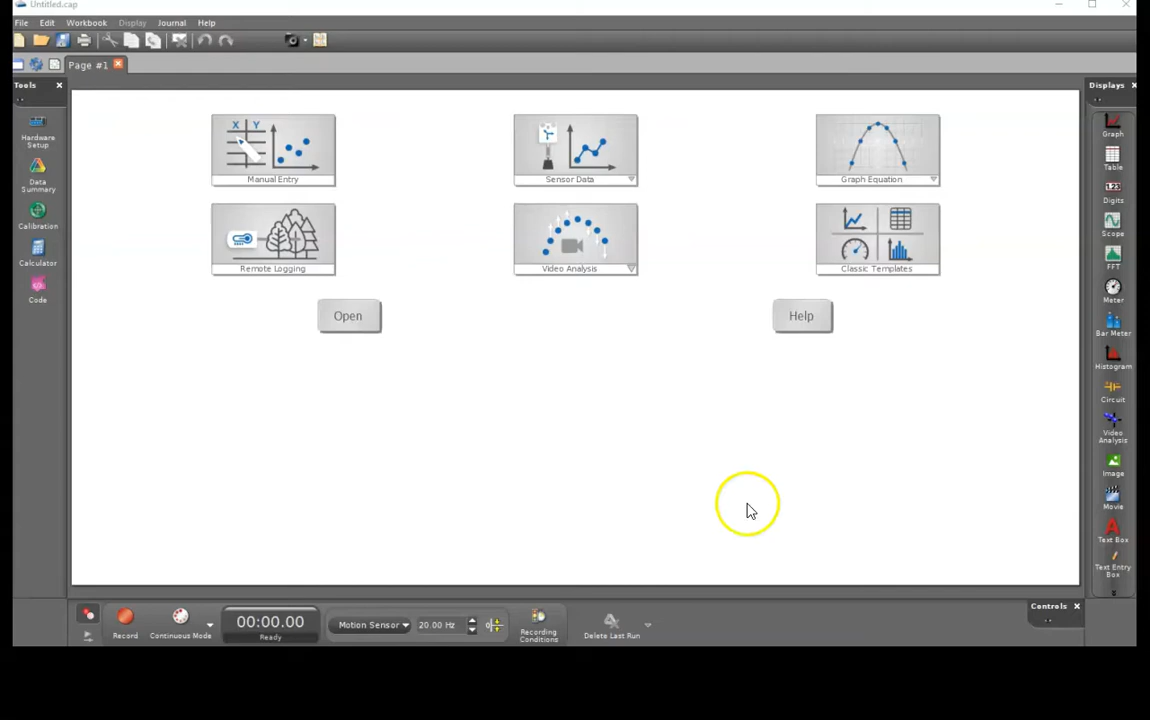 Untitled.cap
File Edit Workbook Display Journal Help
Page #1
Tools
Displays
Hardware
Setup
Data
Summary
Calibration
Calculator
Code
X Y
Manual Entry
Sensor Data
Graph Equation
Remote Logging
Video Analysis
Classic Templates
Open
Help
Graph
Table
1.23
Digits
Scope
FFT
Meter
Bar Meter
Histogram
Circuit
Video
Analysis
Image
Movie
A
Text Box
Text Entry
Box
Record
Continuous Mode
00:00.00
Ready
Motion Sensor
20.00 Hz
Recording
Conditions
Delete Last Run
Controls